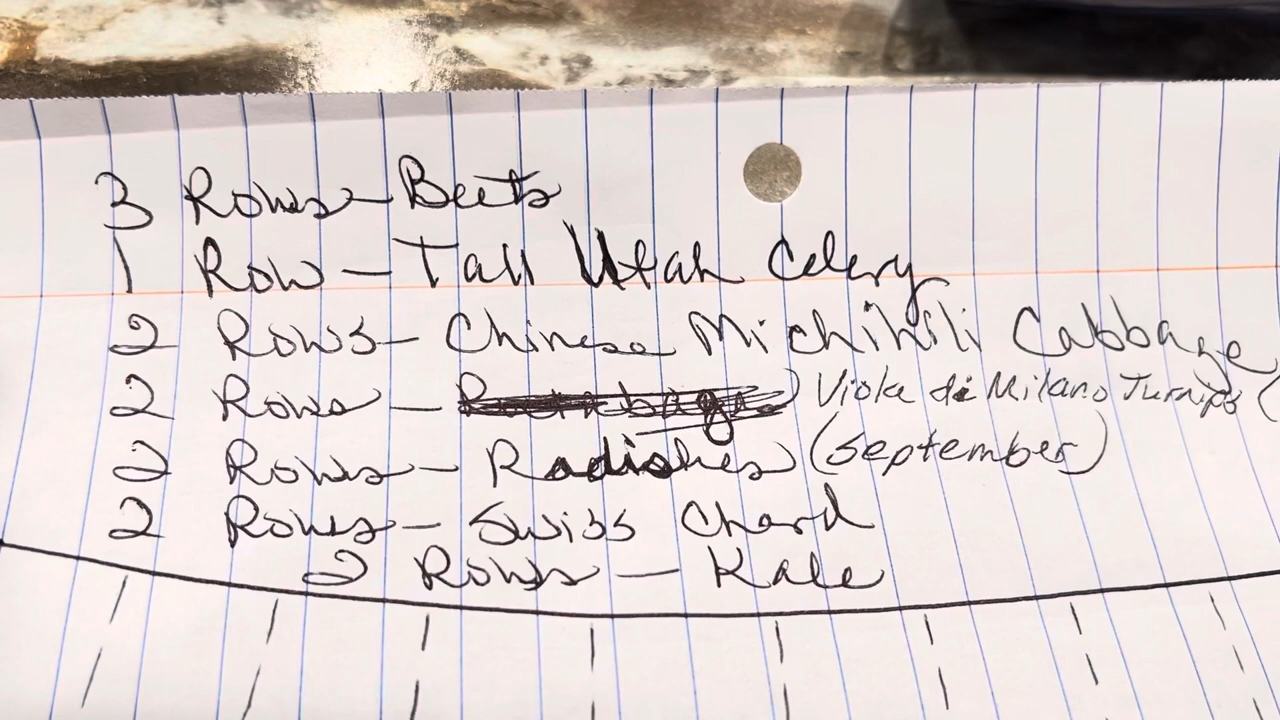 3 Rows - Beets
1 Row - Tall Utah Celery
2 Rows - Chinese Michihili Cabbage
2 Rows - Viola di Milano Turnips (
2 Rows - Radishes (September)
2 Rows - Swiss Chard
2 Rows - Kale